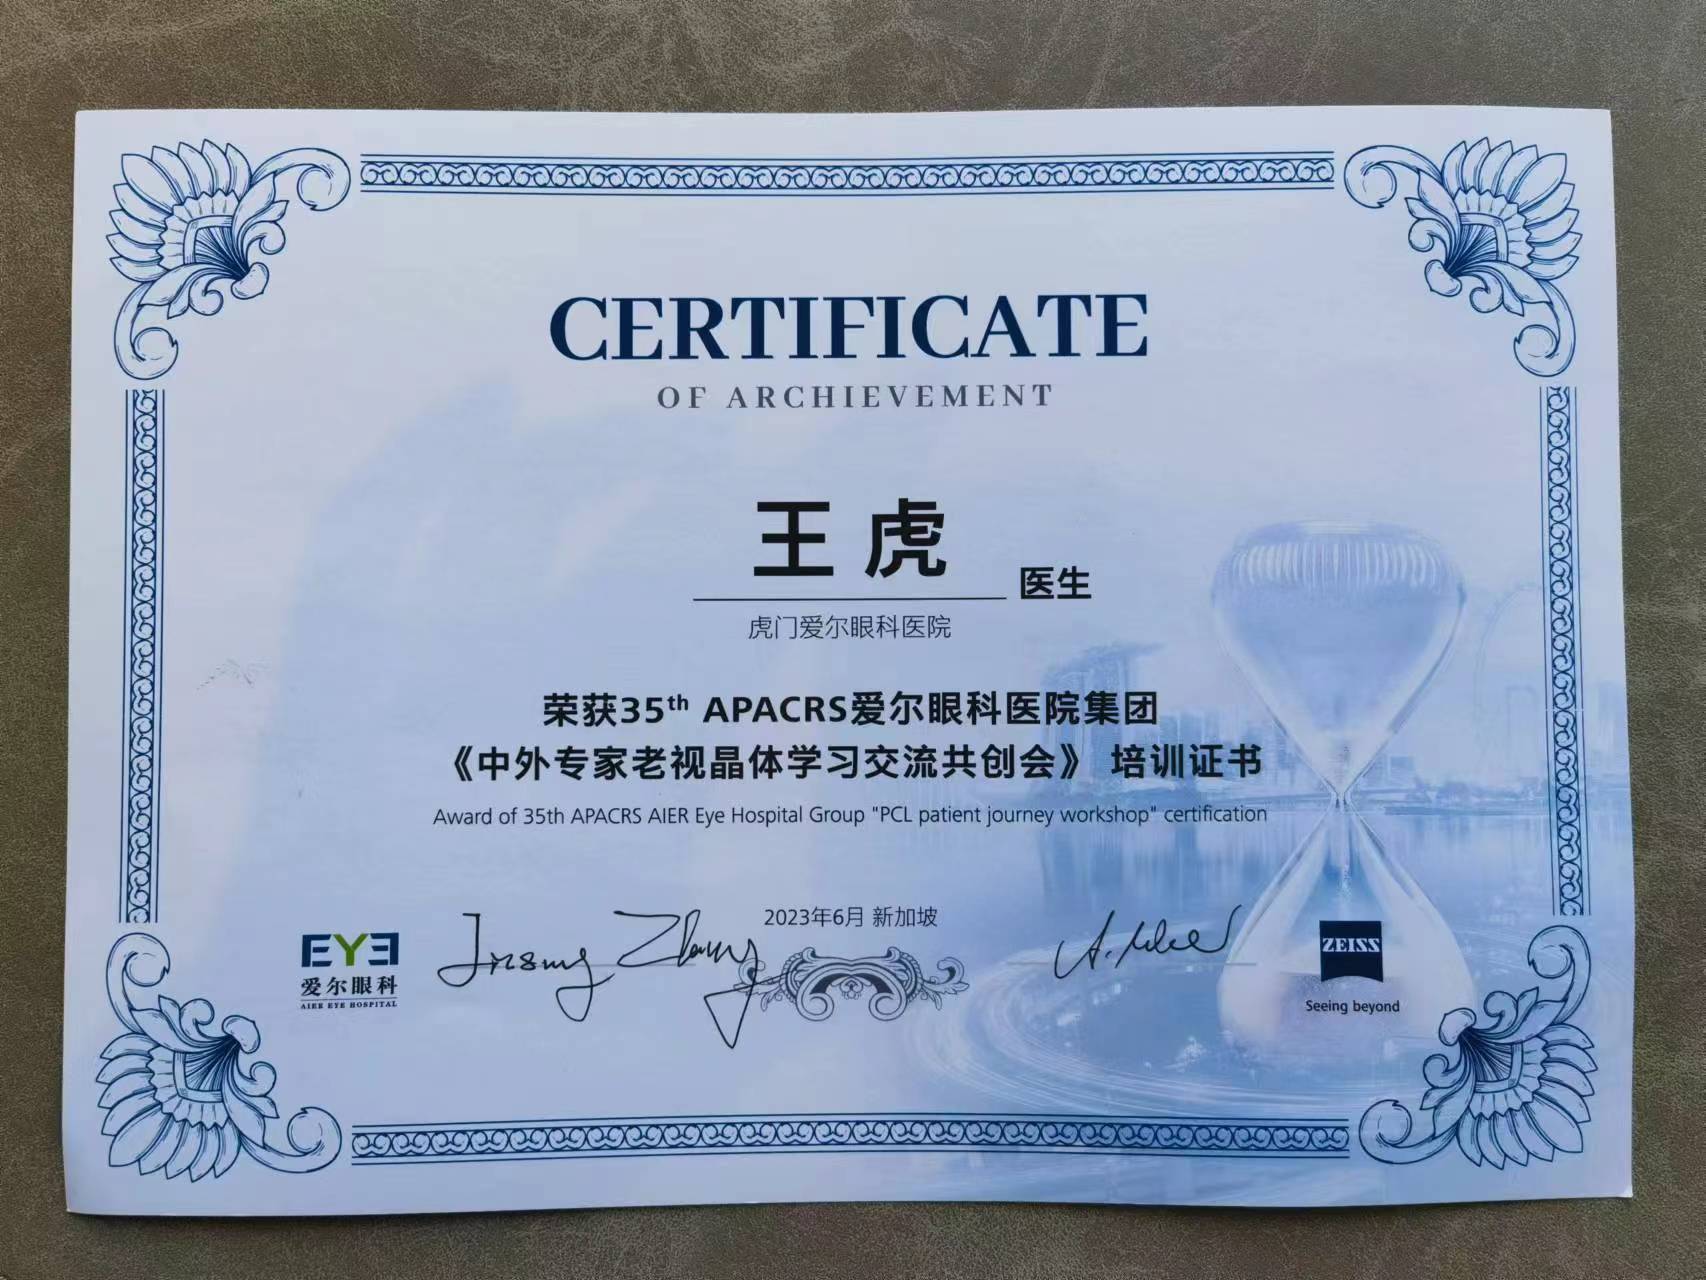 CERTIFICATE
OF ARCHIEVEMENT
王虎 医生
虎门爱尔眼科医院
荣获35th APACRS爱尔眼科医院集团
《中外专家老视晶体学习交流共创会》 培训证书
Award of 35th APACRS AIER Eye Hospital Group "PCL patient journey workshop" certification
2023年6月 新加坡
EYE
爱尔眼科
AIER EYE HOSPITAL
ZEISS
Seeing beyond